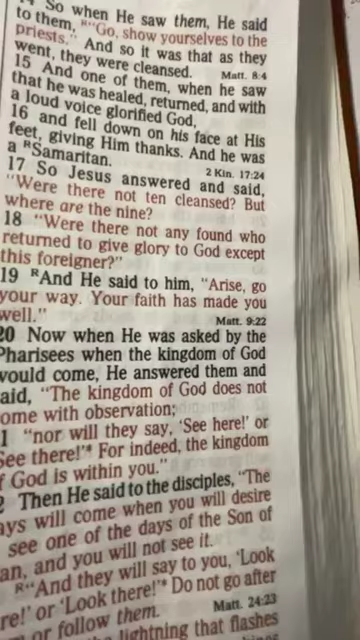 So when He saw them, He said
to them, R"Go, show yourselves to the
priests." And so it was that as they
went, they were cleansed. Matt. 8:4
15 And one of them, when he saw
that he was healed, returned, and with
a loud voice glorified God,
16 and fell down on his face at His
feet, giving Him thanks. And he was
a RSamaritan. 2 Kin. 17:24
17 So Jesus answered and said,
"Were there not ten cleansed? But
where are the nine?
18 "Were there not any found who
returned to give glory to God except
this foreigner?"
19 RAnd He said to him, "Arise, go
your way. Your faith has made you
well." Matt. 9:22
20 Now when He was asked by the
Pharisees when the kingdom of God
would come, He answered them and
said, "The kingdom of God does not
ome with observation;
1 "nor will they say, 'See here!' or
See there!'* For indeed, the kingdom
f God is within you."
2 Then He said to the disciples, "The
ays will come when you will desire
see one of the days of the Son of
an, and you will not see it.
R"And they will say to you, 'Look
re!' or 'Look there!'* Do not go after
m or follow them. Matt. 24:23
lightning that flashes